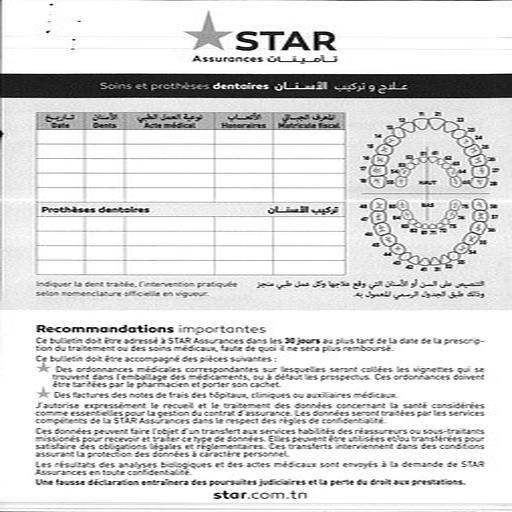 STAR
Assurances تأمينات
Soins et prothèses dentaires علاج و تركيب الأسنان
تاريخ الأسنان نوعية العمل الطبي الأتعاب المعرف الجبائي
Date Dents Acte médical Honoraires Matricule fiscal
Prothèses dentaires تركيب الأسنان
HAUT
BAS
Indiquer la dent traitée, l'intervention pratiquée
selon nomenclature officielle en vigueur.
التنصيص على السن أو الأسنان التي وقع علاجها وكل عمل طبي منجز
وذلك طبق الجدول الرسمي المعمول به.
Recommandations importantes
Ce bulletin doit être adressé à STAR Assurances dans les 30 jours au plus tard de la date de la prescrip-
tion du traitement ou des soins médicaux, faute de quoi il ne sera plus remboursé.
Ce bulletin doit être accompagné des pièces suivantes :
Des ordonnances médicales correspondantes sur lesquelles seront collées les vignettes qui se
trouvent dans l'emballage des médicaments, ou à défaut les prospectus. Ces ordonnances doivent
être tarifées par le pharmacien et porter son cachet.
Des factures des notes de frais des hôpitaux, cliniques ou auxiliaires médicaux.
J'autorise expressément le recueil et le traitement des données concernant la santé considérées
comme essentielles pour la gestion du contrat d'assurance. Les données seront traitées par les services
compétents de la STAR Assurances dans le respect des règles de confidentialité.
Ces données peuvent faire l'objet d'un transfert aux services habilités des réassureurs ou sous-traitants
missionés pour recevoir et traiter ce type de données. Elles peuvent être utilisées et/ou transférées pour
satisfaire des obligations légales et réglementaires. Ces transferts interviennent dans des conditions
assurant la protection des données à caractère personnel.
Les résultats des analyses biologiques et des actes médicaux sont envoyés à la demande de STAR
Assurances en toute confidentialité.
Une fausse déclaration entraînera des poursuites judiciaires et la perte du droit aux prestations.
star.com.tn